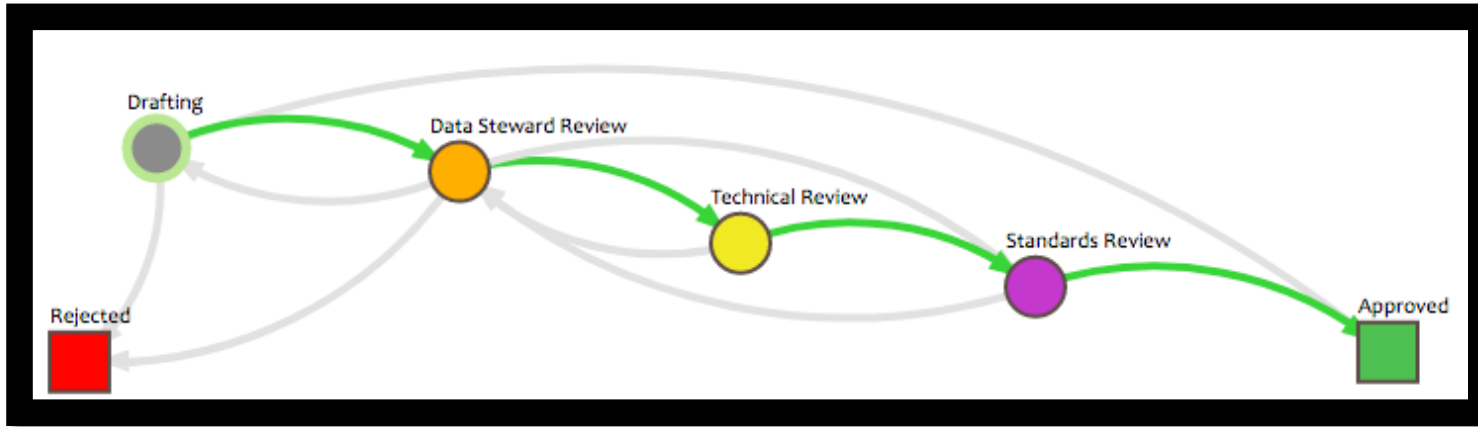 Drafting
Data Steward Review
Technical Review
Standards Review
Rejected
Approved